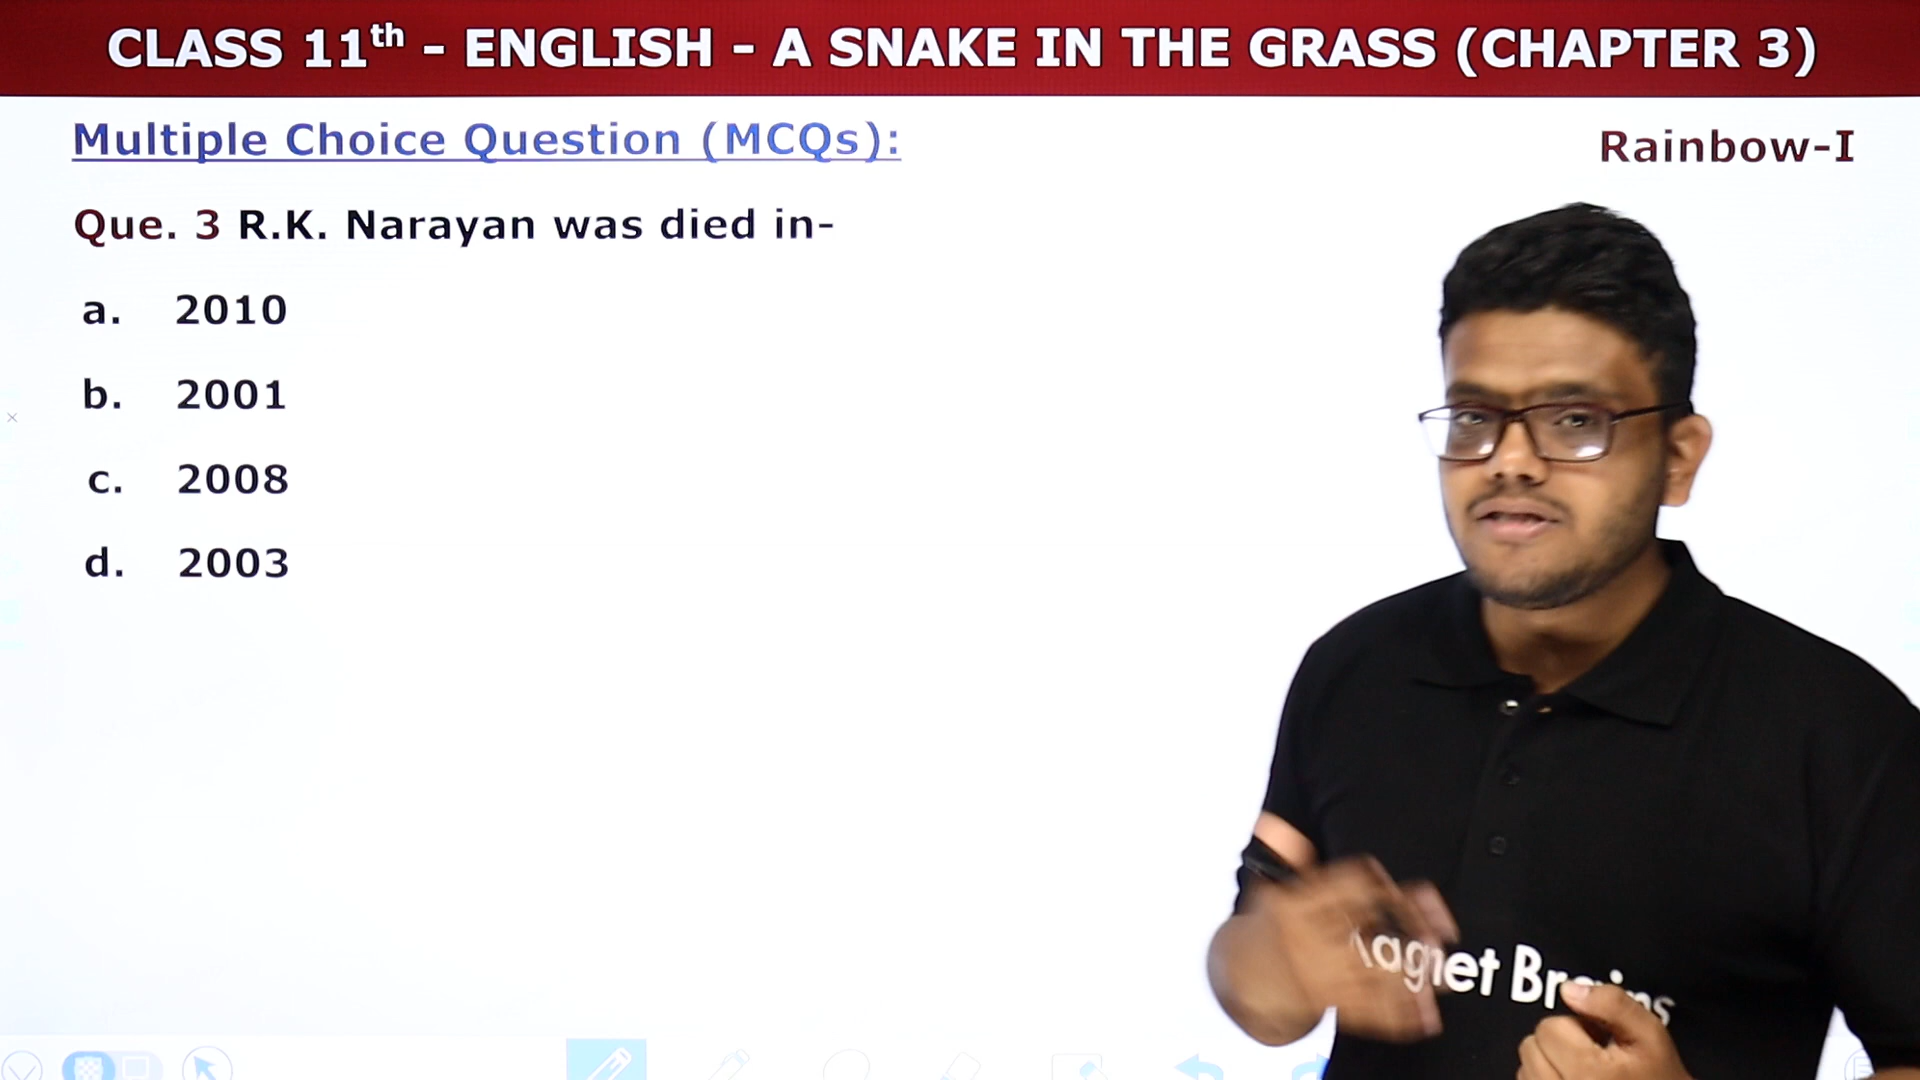 CLASS 11th - ENGLISH - A SNAKE IN THE GRASS (CHAPTER 3)
Multiple Choice Question (MCQs):
Rainbow-I
Que. 3 R.K. Narayan was died in-
a. 2010
b. 2001
c. 2008
d. 2003